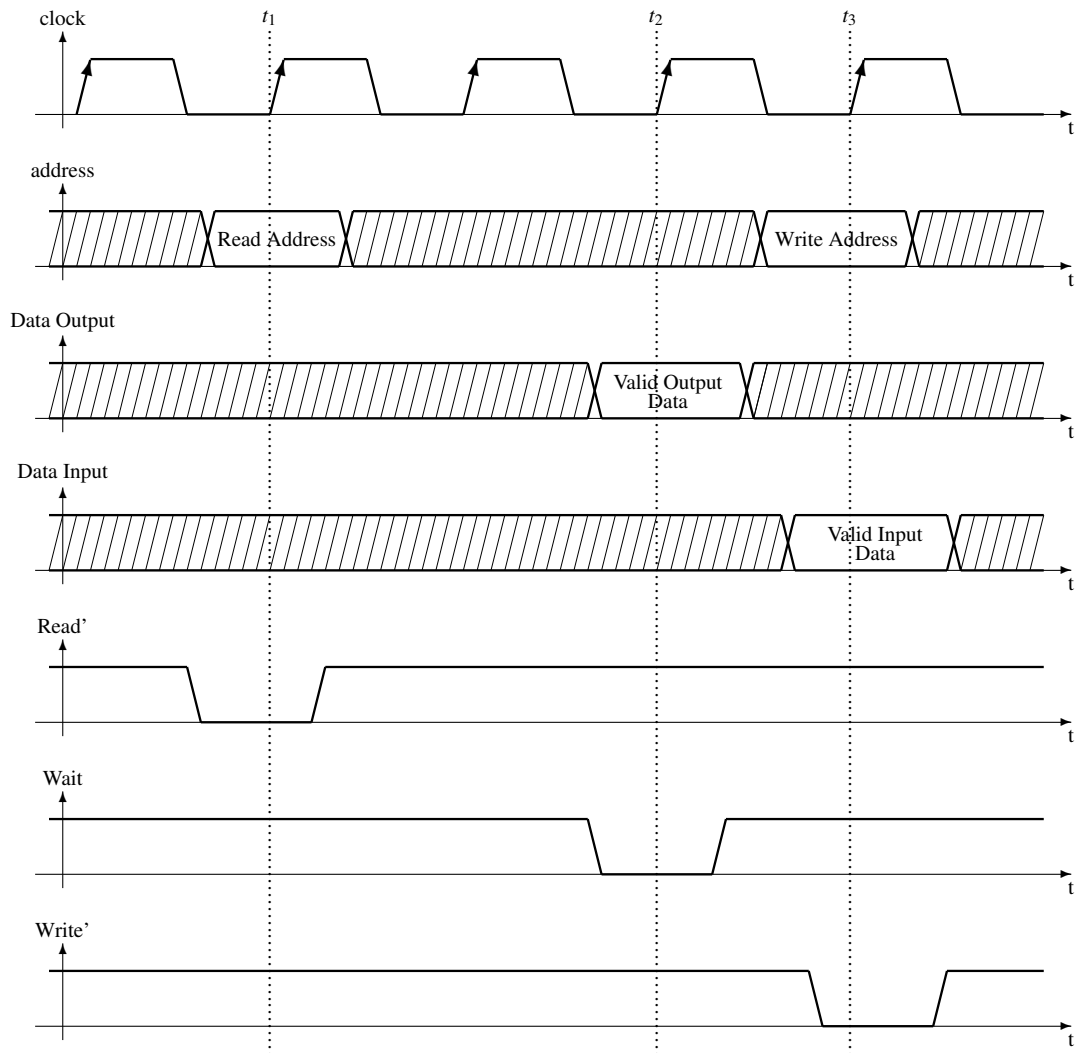 clock
t₁
t₂
t₃
t
address
Read Address
Write Address
t
Data Output
Valid Output
Data
t
Data Input
Valid Input
Data
t
Read’
t
Wait
t
Write’
t